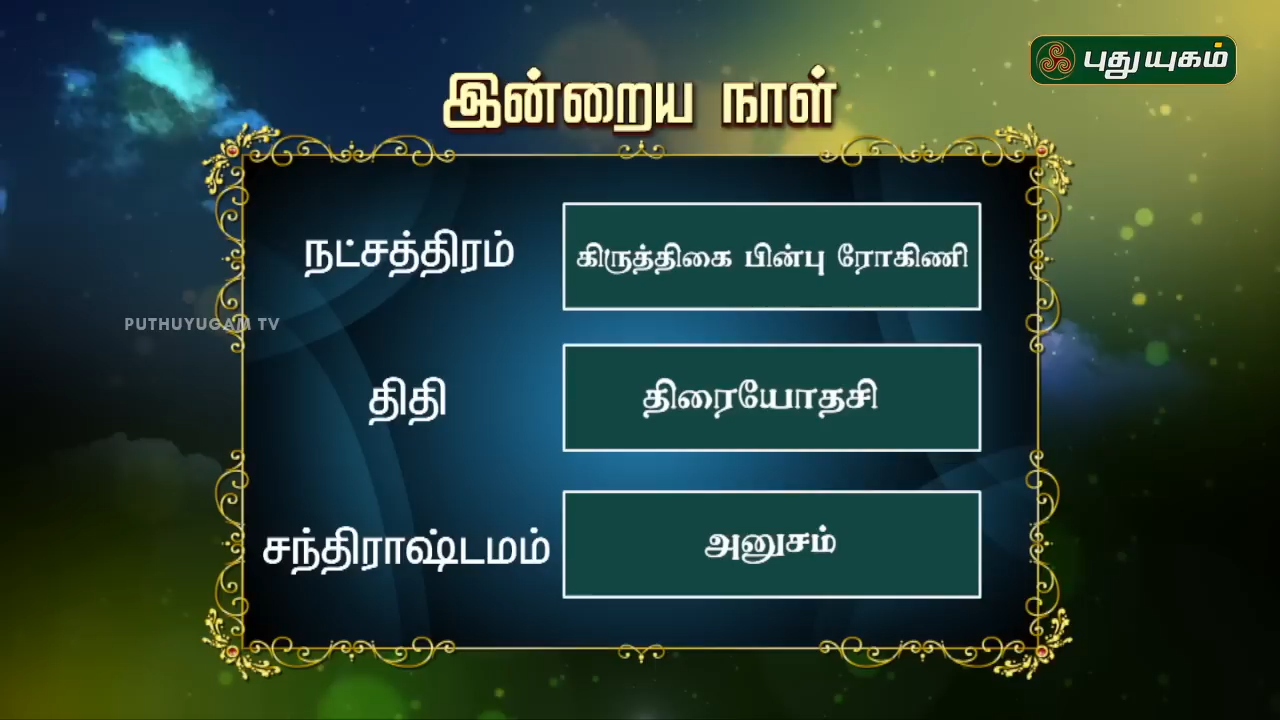 புதுயுகம்
இன்றைய நாள்
நட்சத்திரம்
கிருத்திகை பின்பு ரோகிணி
PUTHUYUGAM TV
திதி
திரையோதசி
சந்திராஷ்டமம்
அனுசம்